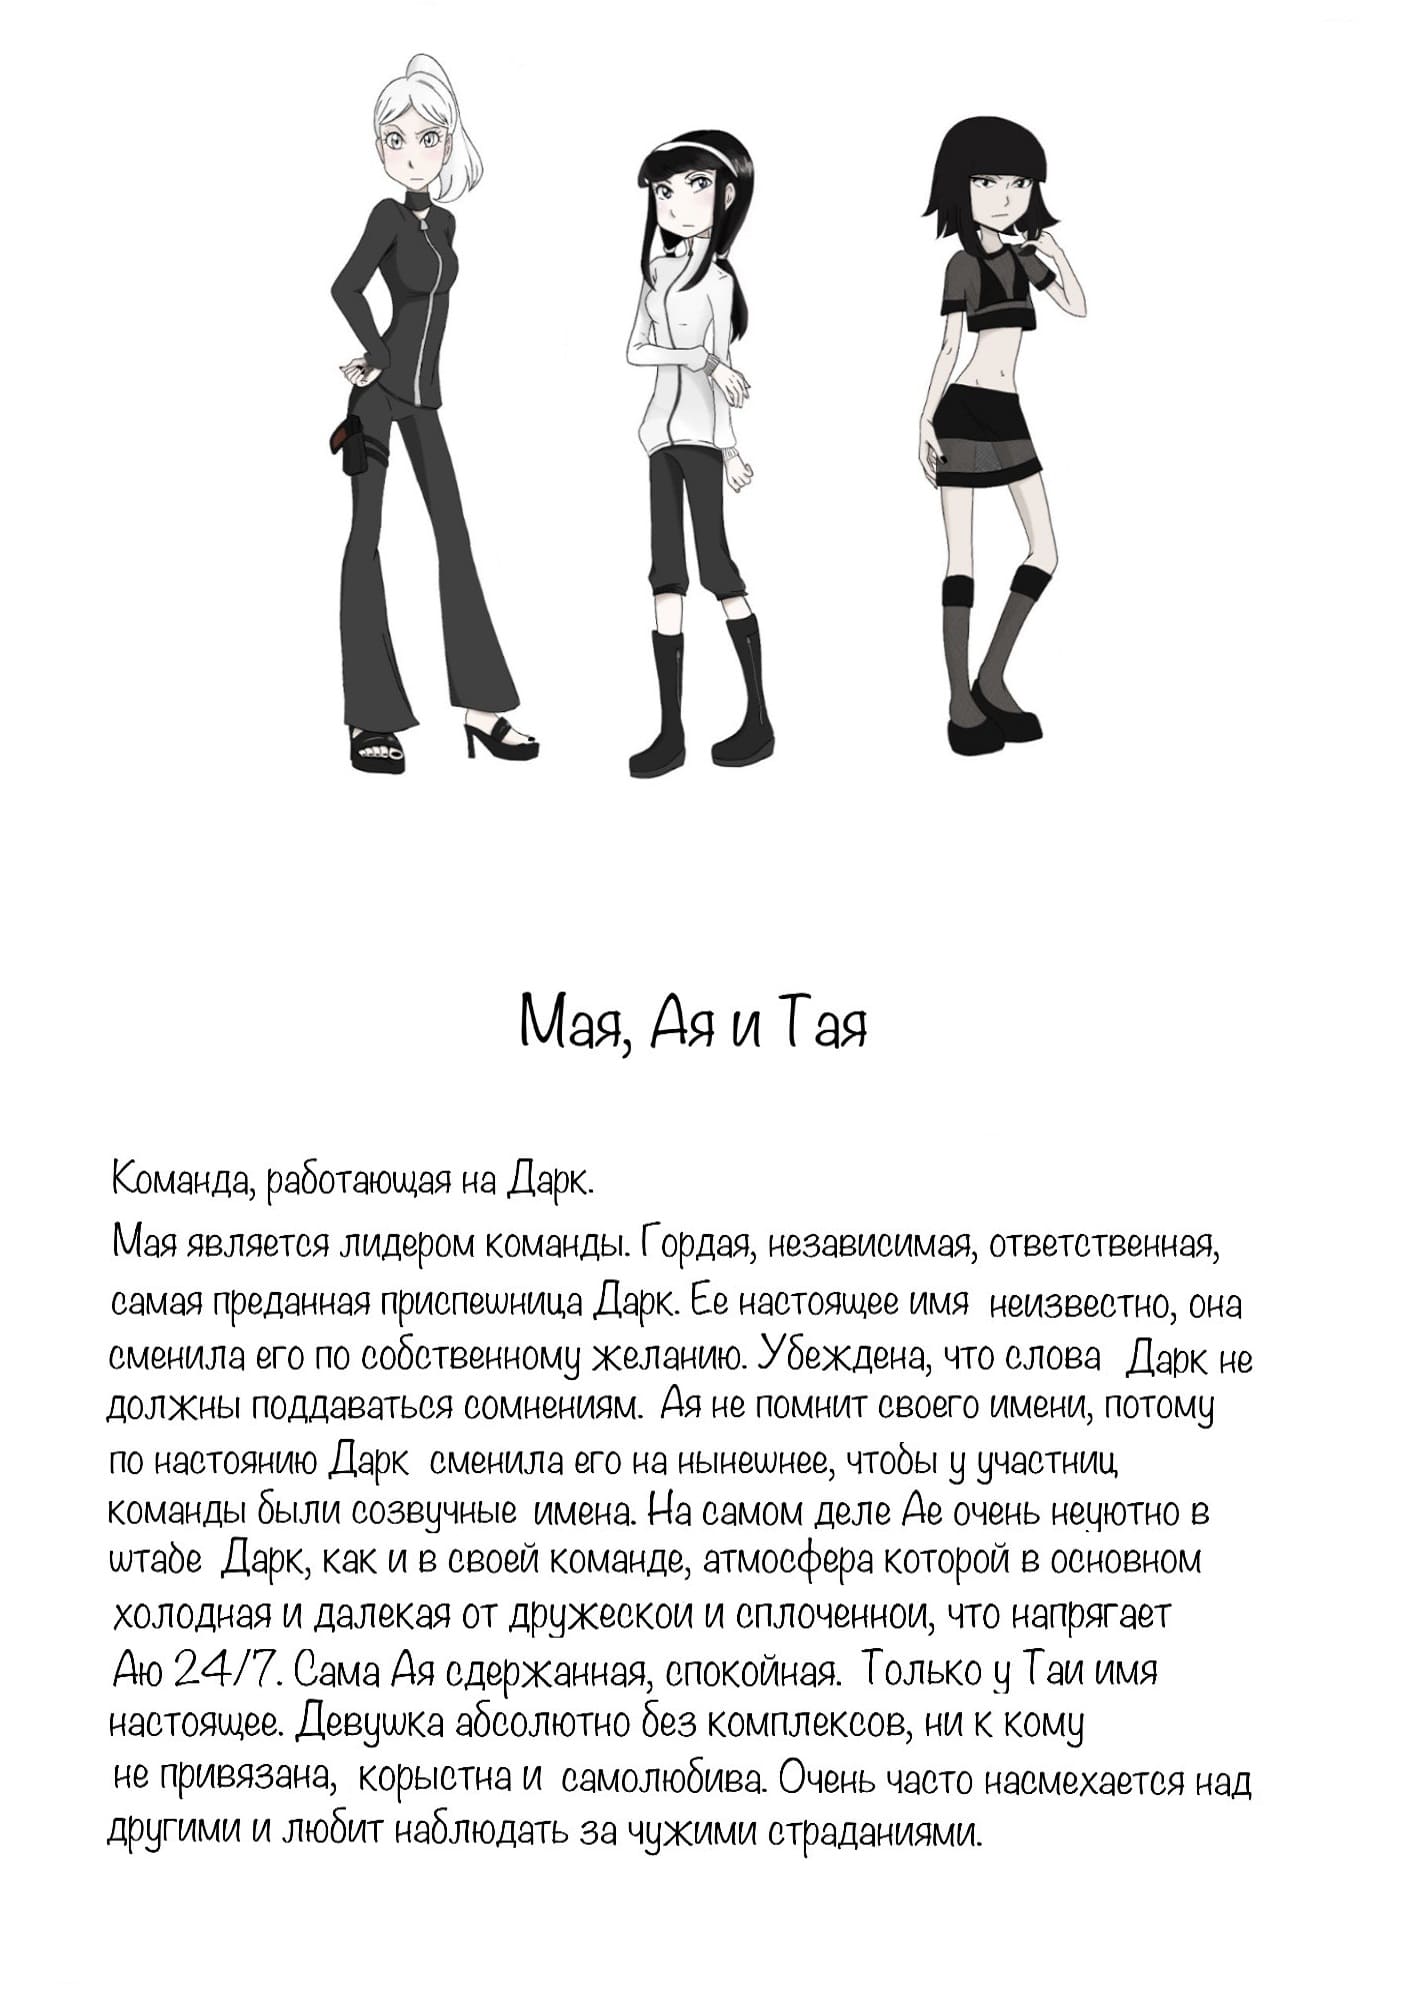 Мая, Ая и Тая
Команда, работающая на Дарк.
Мая является лидером команды. Гордая, независимая, ответственная,
самая преданная приспешница Дарк. Ее настоящее имя неизвестно, она
сменила его по собственному желанию. Убеждена, что слова Дарк не
должны поддаваться сомнениям. Ая не помнит своего имени, потому
по настоянию Дарк сменила его на нынешнее, чтобы у участниц
команды были созвучные имена. На самом деле Ае очень неуютно в
штабе Дарк, как и в своей команде, атмосфера которой в основном
холодная и далекая от дружескои и сплоченнои, что напрягает
Аю 24/7. Сама Ая сдержанная, спокойная. Только у Таи имя
настоящее. Девушка абсолютно без комплексов, ни к кому
не привязана, корыстна и самолюбива. Очень часто насмехается над
другими и любит наблюдать за чужими страданиями.